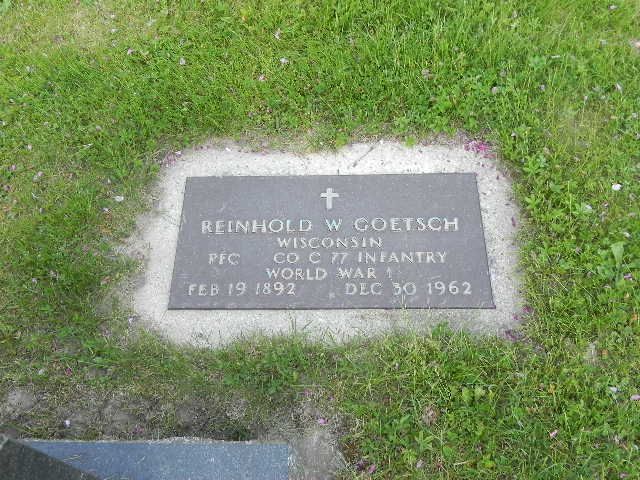 REINHOLD W GOETSCH
WISCONSIN
PFC CO C 77 INFANTRY
WORLD WAR I
FEB 19 1892 DEC 30 1962